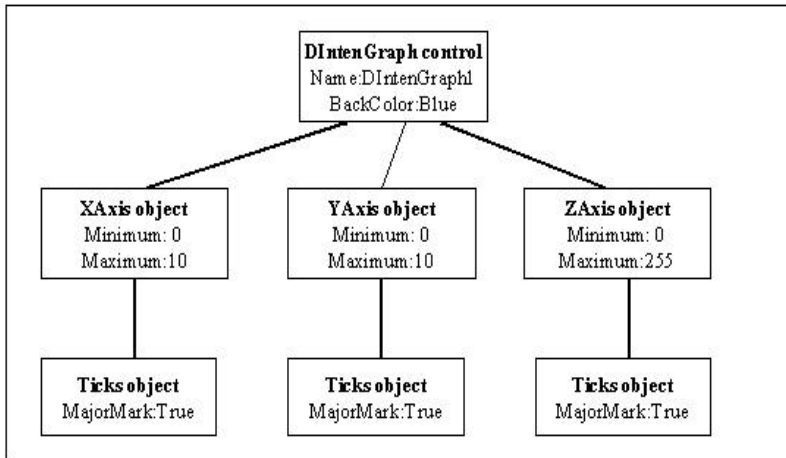 DIntenGraph control
Name:DIntenGraph1
BackColor:Blue
XAxis object
Minimum: 0
Maximum:10
YAxis object
Minimum: 0
Maximum:10
ZAxis object
Minimum: 0
Maximum:255
Ticks object
MajorMark:True
Ticks object
MajorMark:True
Ticks object
MajorMark:True